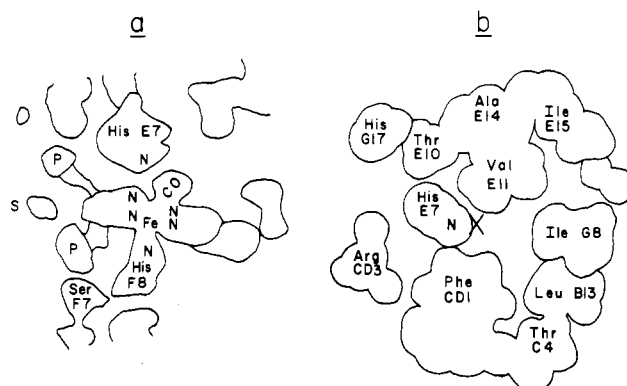 a
b
His E7
N
P
CO
N
N
N
N
Fe
N
S
P
His
F8
Ser
F7
His
G17
Thr
E10
Ala
E14
Ile
E15
Val
E11
His
E7
N
X
Arg
CD3
Phe
CD1
Ile G8
Leu B13
Thr
C4